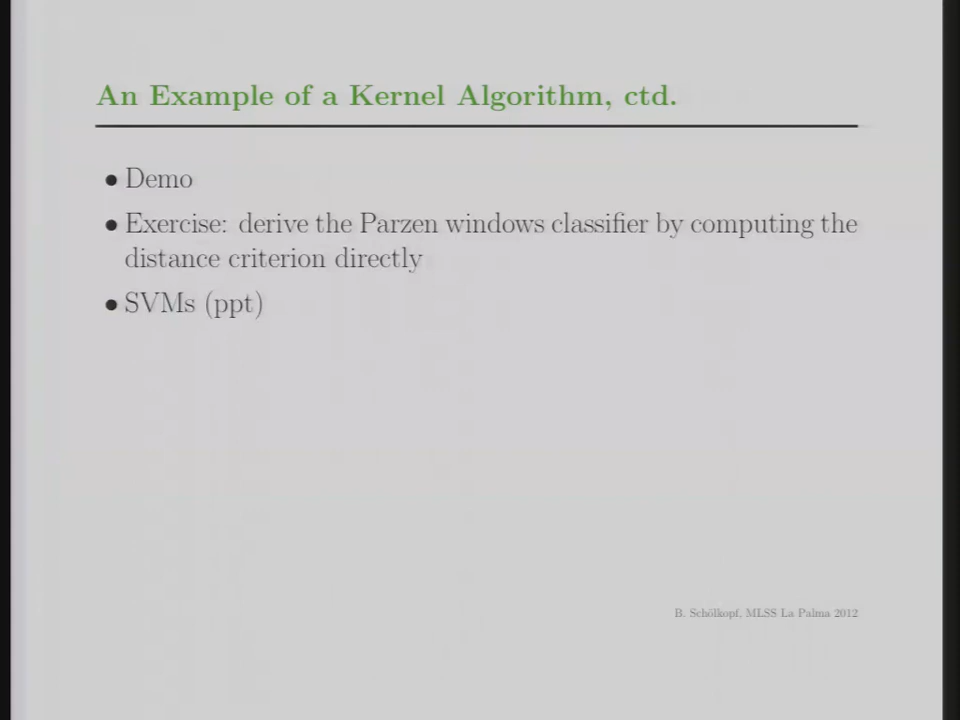 An Example of a Kernel Algorithm, ctd.
• Demo
• Exercise: derive the Parzen windows classifier by computing the
distance criterion directly
• SVMs (ppt)
B. Schölkopf, MLSS La Palma 2012